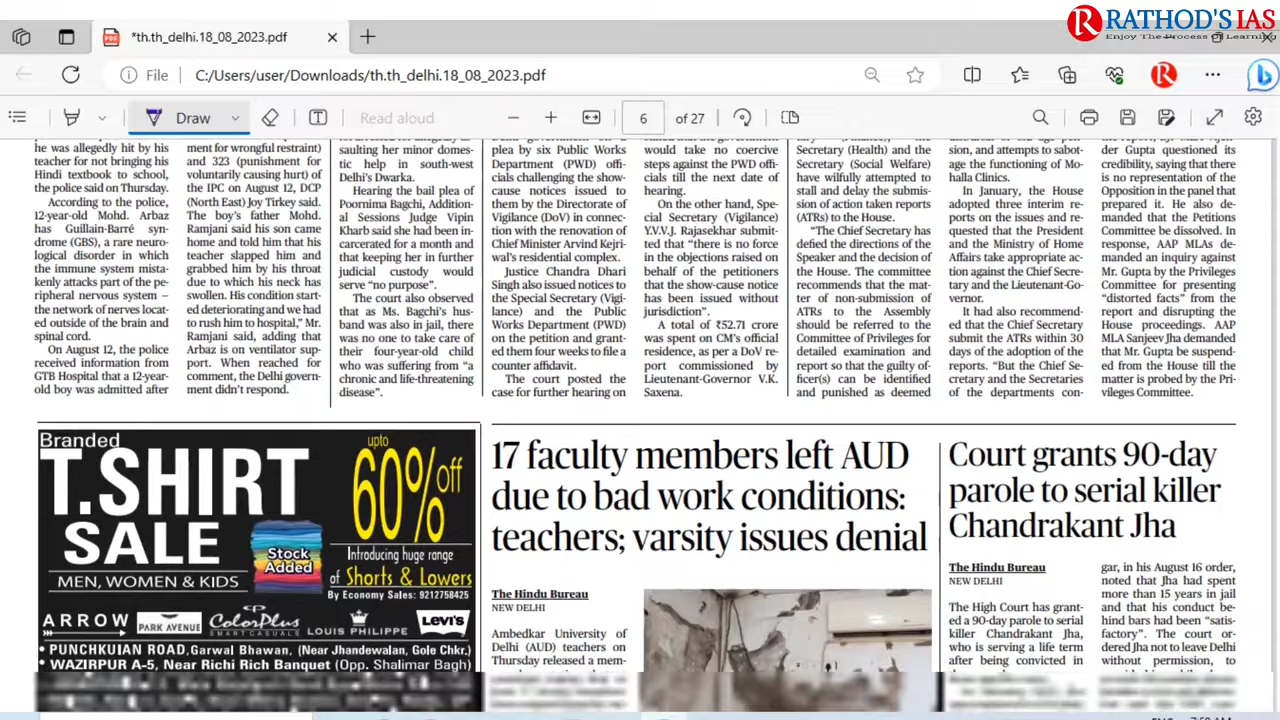 RATHOD'S IAS
Enjoy The Process of Learning
*th.th_delhi.18_08_2023.pdf
File
C:/Users/user/Downloads/th.th_delhi.18_08_2023.pdf
Draw
Read aloud
6
of 27
he was allegedly hit by his
teacher for not bringing his
Hindi textbook to school,
the police said on Thursday.
According to the police,
12-year-old Mohd. Arbaz
has Guillain-Barré syn-
drome (GBS), a rare neuro-
logical disorder in which
the immune system mista-
kenly attacks part of the pe-
ripheral nervous system –
the network of nerves locat-
ed outside of the brain and
spinal cord.
On August 12, the police
received information from
GTB Hospital that a 12-year-
old boy was admitted after
ment for wrongful restraint)
and 323 (punishment for
voluntarily causing hurt) of
the IPC on August 12, DCP
(North East) Joy Tirkey said.
The boy's father Mohd.
Ramjani said his son came
home and told him that his
teacher slapped him and
grabbed him by his throat
due to which his neck has
swollen. His condition start-
ed deteriorating and we had
to rush him to hospital," Mr.
Ramjani said, adding that
Arbaz is on ventilator sup-
port. When reached for
comment, the Delhi govern-
ment didn't respond.
saulting her minor domes-
tic help in south-west
Delhi's Dwarka.
Hearing the bail plea of
Poornima Bagchi, Addition-
al Sessions Judge Vipin
Kharb said she had been in-
carcerated for a month and
that keeping her in further
judicial custody would
serve "no purpose".
The court also observed
that as Ms. Bagchi's hus-
band was also in jail, there
was no one to take care of
their four-year-old child
who was suffering from "a
chronic and life-threatening
disease".
plea by six Public Works
Department (PWD) offi-
cials challenging the show-
cause notices issued to
them by the Directorate of
Vigilance (DoV) in connec-
tion with the renovation of
Chief Minister Arvind Kejri-
wal's residential complex.
Justice Chandra Dhari
Singh also issued notices to
the Special Secretary (Vigi-
lance) and the Public
Works Department (PWD)
on the petition and grant-
ed them four weeks to file a
counter affidavit.
The court posted the
case for further hearing on
would take no coercive
steps against the PWD offi-
cials till the next date of
hearing.
On the other hand, Spe-
cial Secretary (Vigilance)
Y.V.V.J. Rajasekhar submit-
ted that "there is no force
in the objections raised on
behalf of the petitioners
that the show-cause notice
has been issued without
jurisdiction".
A total of ₹52.71 crore
was spent on CM's official
residence, as per a DoV re-
port commissioned by
Lieutenant-Governor V.K.
Saxena.
Secretary (Health) and the
Secretary (Social Welfare)
have wilfully attempted to
stall and delay the submis-
sion of action taken reports
(ATRs) to the House.
"The Chief Secretary has
defied the directions of the
Speaker and the decision of
the House. The committee
recommends that the mat-
ter of non-submission of
ATRs to the Assembly
should be referred to the
Committee of Privileges for
detailed examination and
report so that the guilty of-
ficer(s) can be identified
and punished as deemed
sion, and attempts to sabot-
age the functioning of Mo-
halla Clinics.
In January, the House
adopted three interim re-
ports on the issues and re-
quested that the President
and the Ministry of Home
Affairs take appropriate ac-
tion against the Chief Secre-
tary and the Lieutenant-Go-
vernor.
It had also recommend-
ed that the Chief Secretary
submit the ATRs within 30
days of the adoption of the
reports. "But the Chief Se-
cretary and the Secretaries
of the departments con-
der Gupta questioned its
credibility, saying that there
is no representation of the
Opposition in the panel that
prepared it. He also de-
manded that the Petitions
Committee be dissolved. In
response, AAP MLAs de-
manded an inquiry against
Mr. Gupta by the Privileges
Committee for presenting
"distorted facts" from the
report and disrupting the
House proceedings. AAP
MLA Sanjeev Jha demanded
that Mr. Gupta be suspend-
ed from the House till the
matter is probed by the Pri-
vileges Committee.
Branded
T.SHIRT
SALE
MEN, WOMEN & KIDS
upto
60% off
Stock
Added
Introducing huge range
of Shorts & Lowers
By Economy Sales: 9212758425
ARROW
PARK AVENUE
ColorPlus
SMART CASUALS
LOUIS PHILIPPE
LEVI'S
• PUNCHKUIAN ROAD, Garwal Bhawan, (Near Jhandewalan, Gole Chkr.)
• WAZIRPUR A-5, Near Richi Rich Banquet (Opp. Shalimar Bagh)
17 faculty members left AUD
due to bad work conditions:
teachers; varsity issues denial
The Hindu Bureau
NEW DELHI
Ambedkar University of
Delhi (AUD) teachers on
Thursday released a mem-
Court grants 90-day
parole to serial killer
Chandrakant Jha
The Hindu Bureau
NEW DELHI
The High Court has grant-
ed a 90-day parole to serial
killer Chandrakant Jha,
who is serving a life term
after being convicted in
gar, in his August 16 order,
noted that Jha had spent
more than 15 years in jail
and that his conduct be-
hind bars had been "satis-
factory". The court or-
dered Jha not to leave Delhi
without permission, to